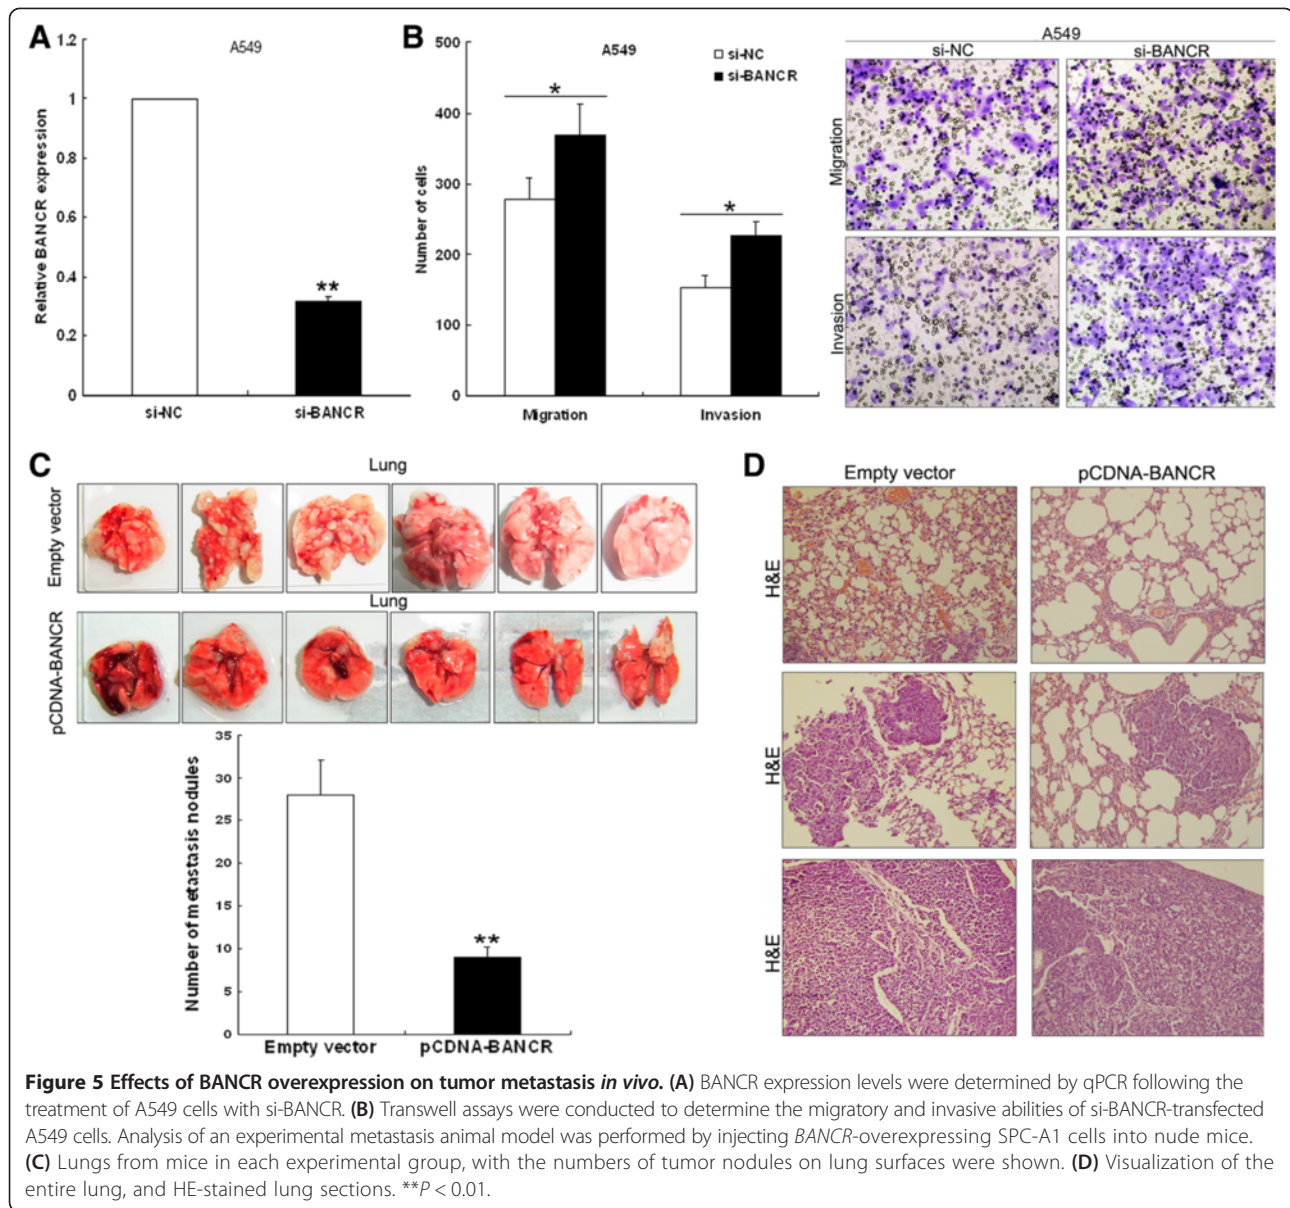 A
A549
Relative BANCR expression
1.2
1
0.8
0.6
0.4
0.2
0
**
si-NC
si-BANCR
B
A549
si-NC
si-BANCR
Number of cells
500
400
300
200
100
0
*
*
Migration
Invasion
A549
si-NC
si-BANCR
Migration
Invasion
C
Lung
Empty vector
Lung
pCDNA-BANCR
Number of metastasis nodules
35
30
25
20
15
10
5
0
**
Empty vector
pCDNA-BANCR
D
Empty vector
pCDNA-BANCR
H&E
H&E
H&E
Figure 5 Effects of BANCR overexpression on tumor metastasis in vivo. (A) BANCR expression levels were determined by qPCR following the
treatment of A549 cells with si-BANCR. (B) Transwell assays were conducted to determine the migratory and invasive abilities of si-BANCR-transfected
A549 cells. Analysis of an experimental metastasis animal model was performed by injecting BANCR-overexpressing SPC-A1 cells into nude mice.
(C) Lungs from mice in each experimental group, with the numbers of tumor nodules on lung surfaces were shown. (D) Visualization of the
entire lung, and HE-stained lung sections. **P < 0.01.